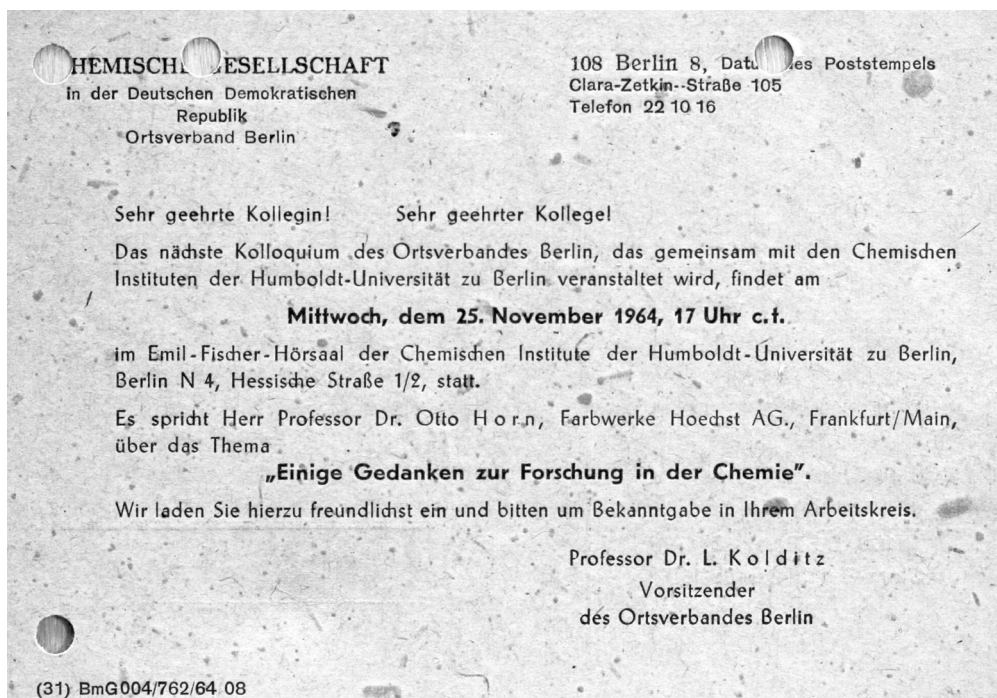 CHEMISCHE GESELLSCHAFT
in der Deutschen Demokratischen
Republik
Ortsverband Berlin
108 Berlin 8, Datum des Poststempels
Clara-Zetkin--Straße 105
Telefon 22 10 16
Sehr geehrte Kollegin! Sehr geehrter Kollege!
Das nächste Kolloquium des Ortsverbandes Berlin, das gemeinsam mit den Chemischen
Instituten der Humboldt-Universität zu Berlin veranstaltet wird, findet am
Mittwoch, dem 25. November 1964, 17 Uhr c.t.
im Emil-Fischer-Hörsaal der Chemischen Institute der Humboldt-Universität zu Berlin,
Berlin N 4, Hessische Straße 1/2, statt.
Es spricht Herr Professor Dr. Otto Horn, Farbwerke Hoechst AG., Frankfurt/Main,
über das Thema
„Einige Gedanken zur Forschung in der Chemie”.
Wir laden Sie hierzu freundlichst ein und bitten um Bekanntgabe in Ihrem Arbeitskreis.
Professor Dr. L. Kolditz
Vorsitzender
des Ortsverbandes Berlin
(31) BmG004/762/64 08